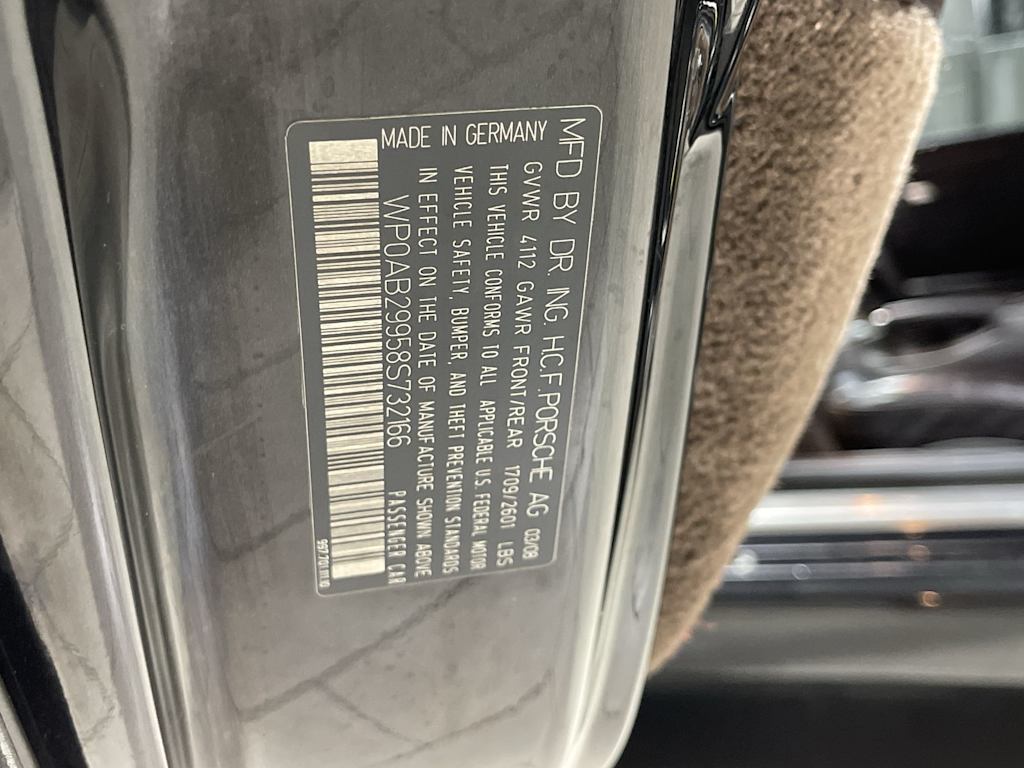 MFD BY DR. ING. H.C.F. PORSCHE AG 03/08
GVWR 4112 GAWR FRONT/REAR 1709/2601 LBS
THIS VEHICLE CONFORMS TO ALL APPLICABLE U.S. FEDERAL MOTOR
VEHICLE SAFETY, BUMPER AND THEFT PREVENTION STANDARDS
IN EFFECT ON THE DATE OF MANUFACTURE SHOWN ABOVE
WP0AB29958S732166 PASSENGER CAR
MADE IN GERMANY